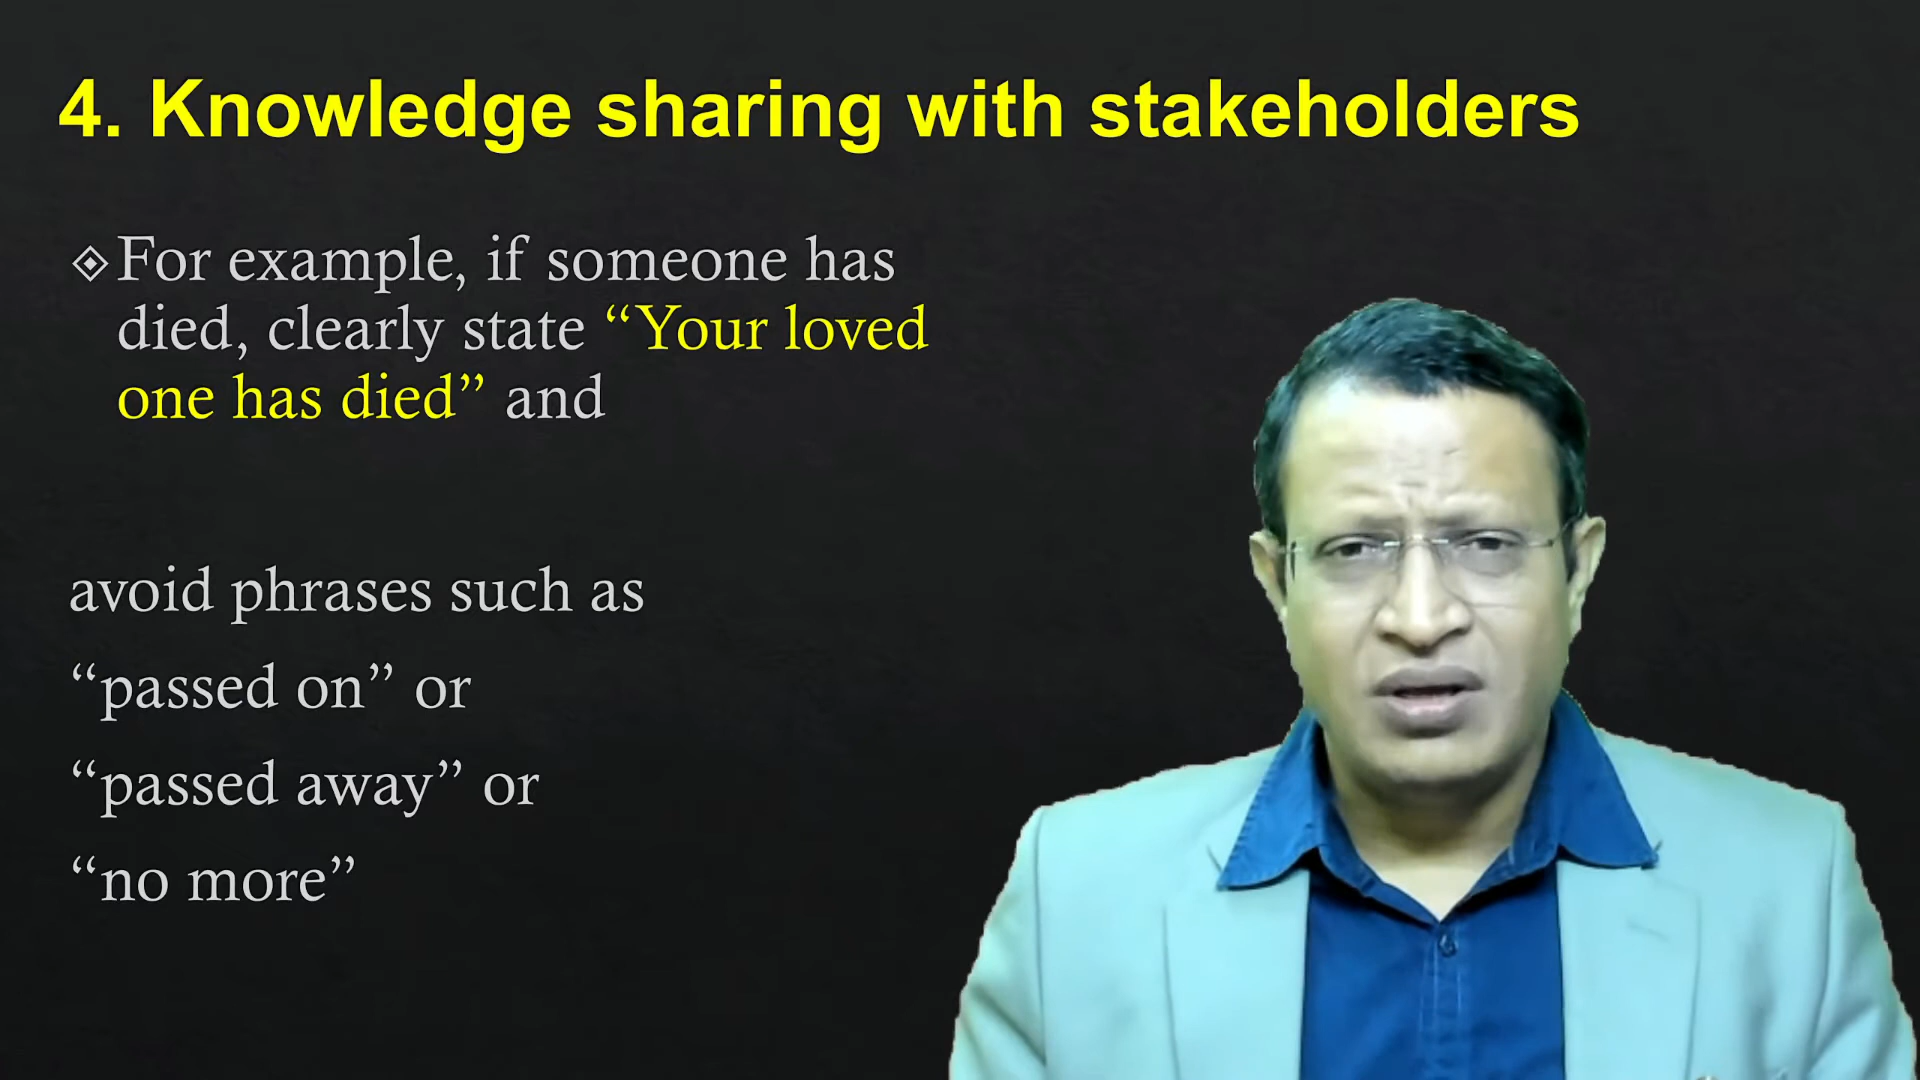 4. Knowledge sharing with stakeholders
For example, if someone has
died, clearly state “Your loved
one has died” and
avoid phrases such as
“passed on” or
“passed away” or
“no more”